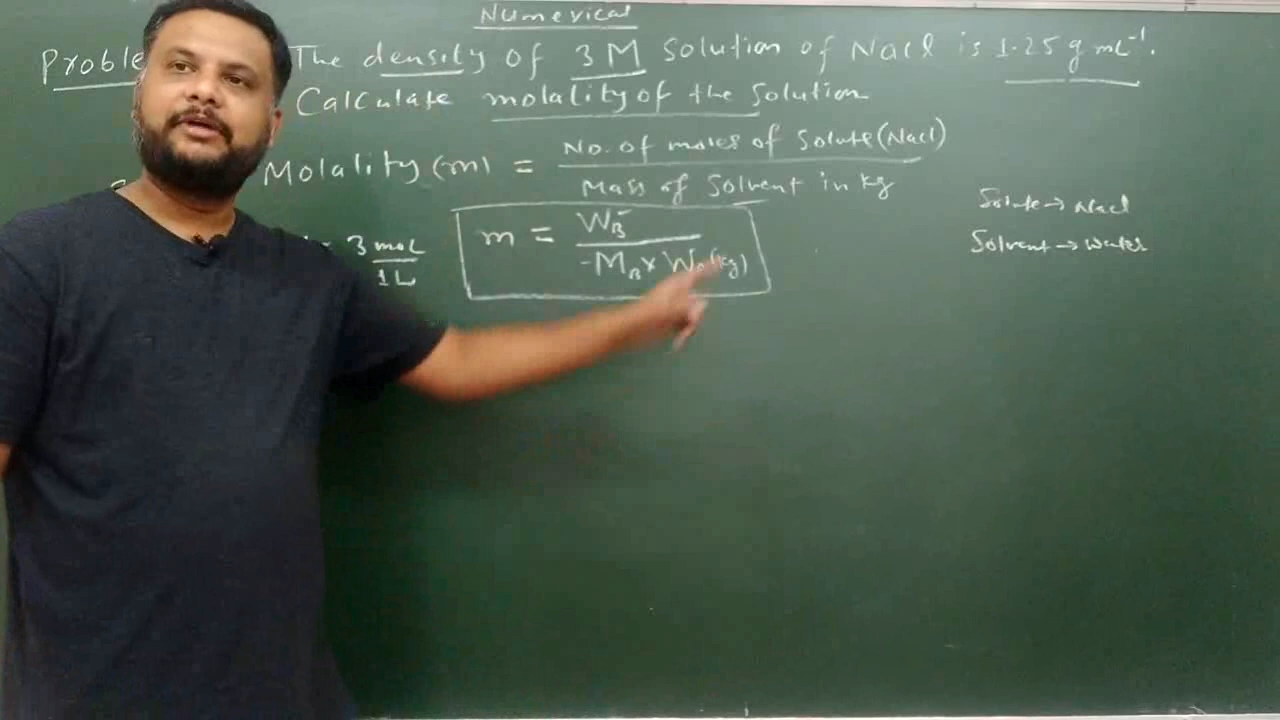 Numerical
Proble The density of 3 M Solution of NaCl is 1.25 g mL⁻¹.
Calculate molality of the Solution
Molality (m) = No. of moles of Solute (NaCl)
Mass of Solvent in kg
Solute → NaCl
m = W_B
3 mol
Solvent → Water
M_B × W (kg)
1L